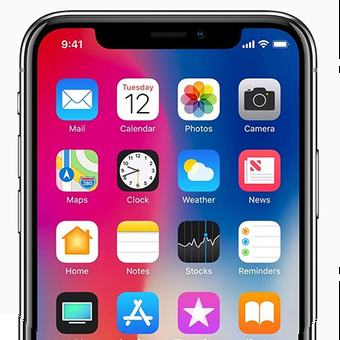 9:41
Tuesday
12
Mail Calendar Photos Camera
280
Maps Clock Weather News
Home Notes Stocks Reminders